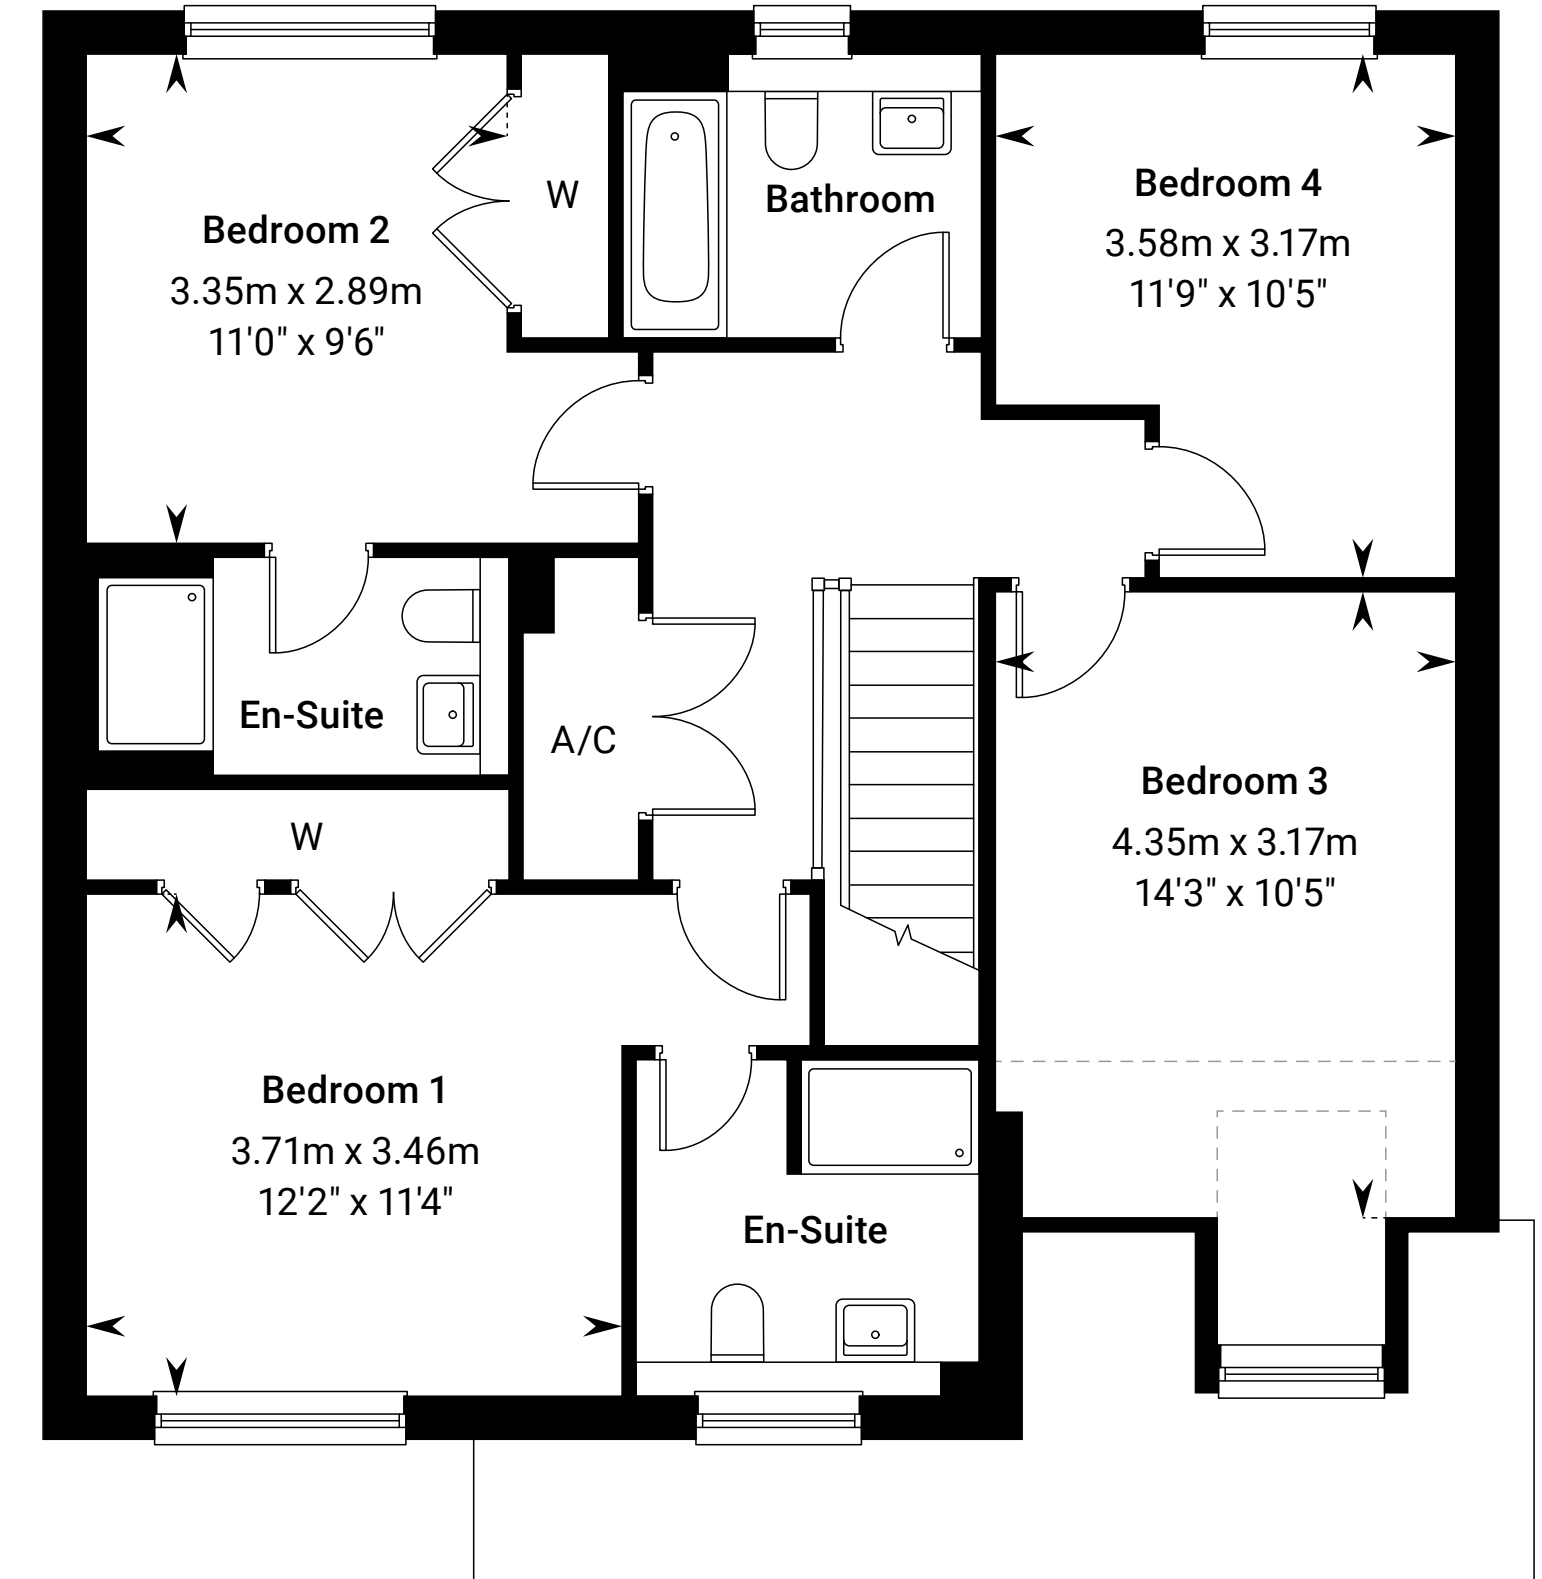 Bedroom 2
3.35m x 2.89m
11'0" x 9'6"
W
Bathroom
Bedroom 4
3.58m x 3.17m
11'9" x 10'5"
En-Suite
A/C
W
Bedroom 3
4.35m x 3.17m
14'3" x 10'5"
Bedroom 1
3.71m x 3.46m
12'2" x 11'4"
En-Suite